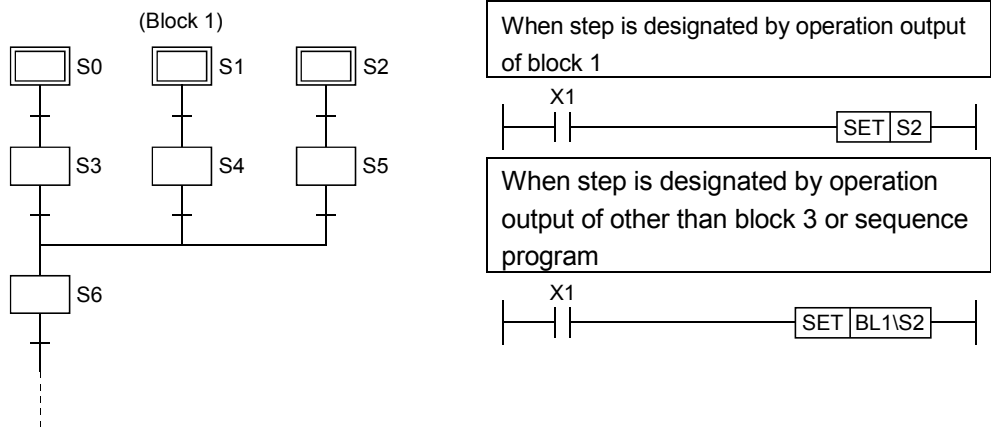 (Block 1)
S0
S1
S2
S3
S4
S5
S6
When step is designated by operation output
of block 1
X1
SET S2
When step is designated by operation
output of other than block 3 or sequence
program
X1
SET BL1\S2